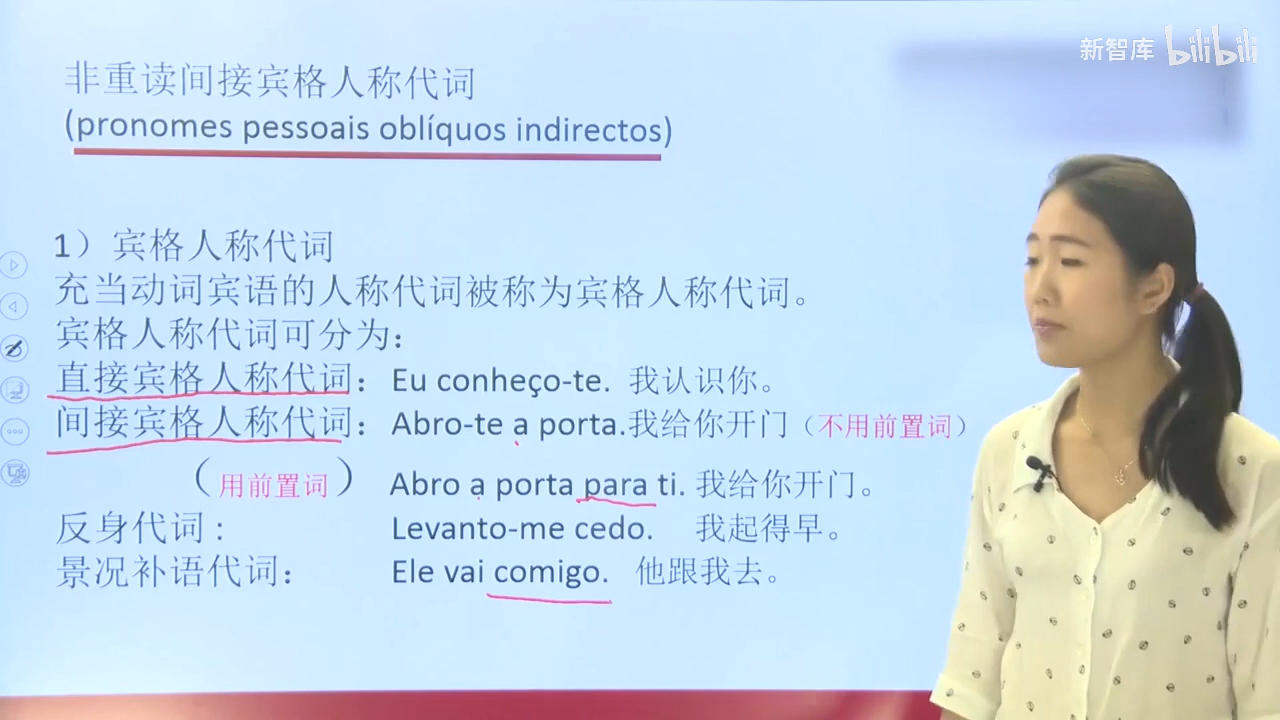 新智库 bilibili
非重读间接宾格人称代词
(pronomes pessoais oblíquos indirectos)
1）宾格人称代词
充当动词宾语的人称代词被称为宾格人称代词。
宾格人称代词可分为：
直接宾格人称代词：Eu conheço-te. 我认识你。
间接宾格人称代词：Abro-te a porta.我给你开门（不用前置词）
（用前置词） Abro a porta para ti. 我给你开门。
反身代词 : Levanto-me cedo. 我起得早。
景况补语代词： Ele vai comigo. 他跟我去。